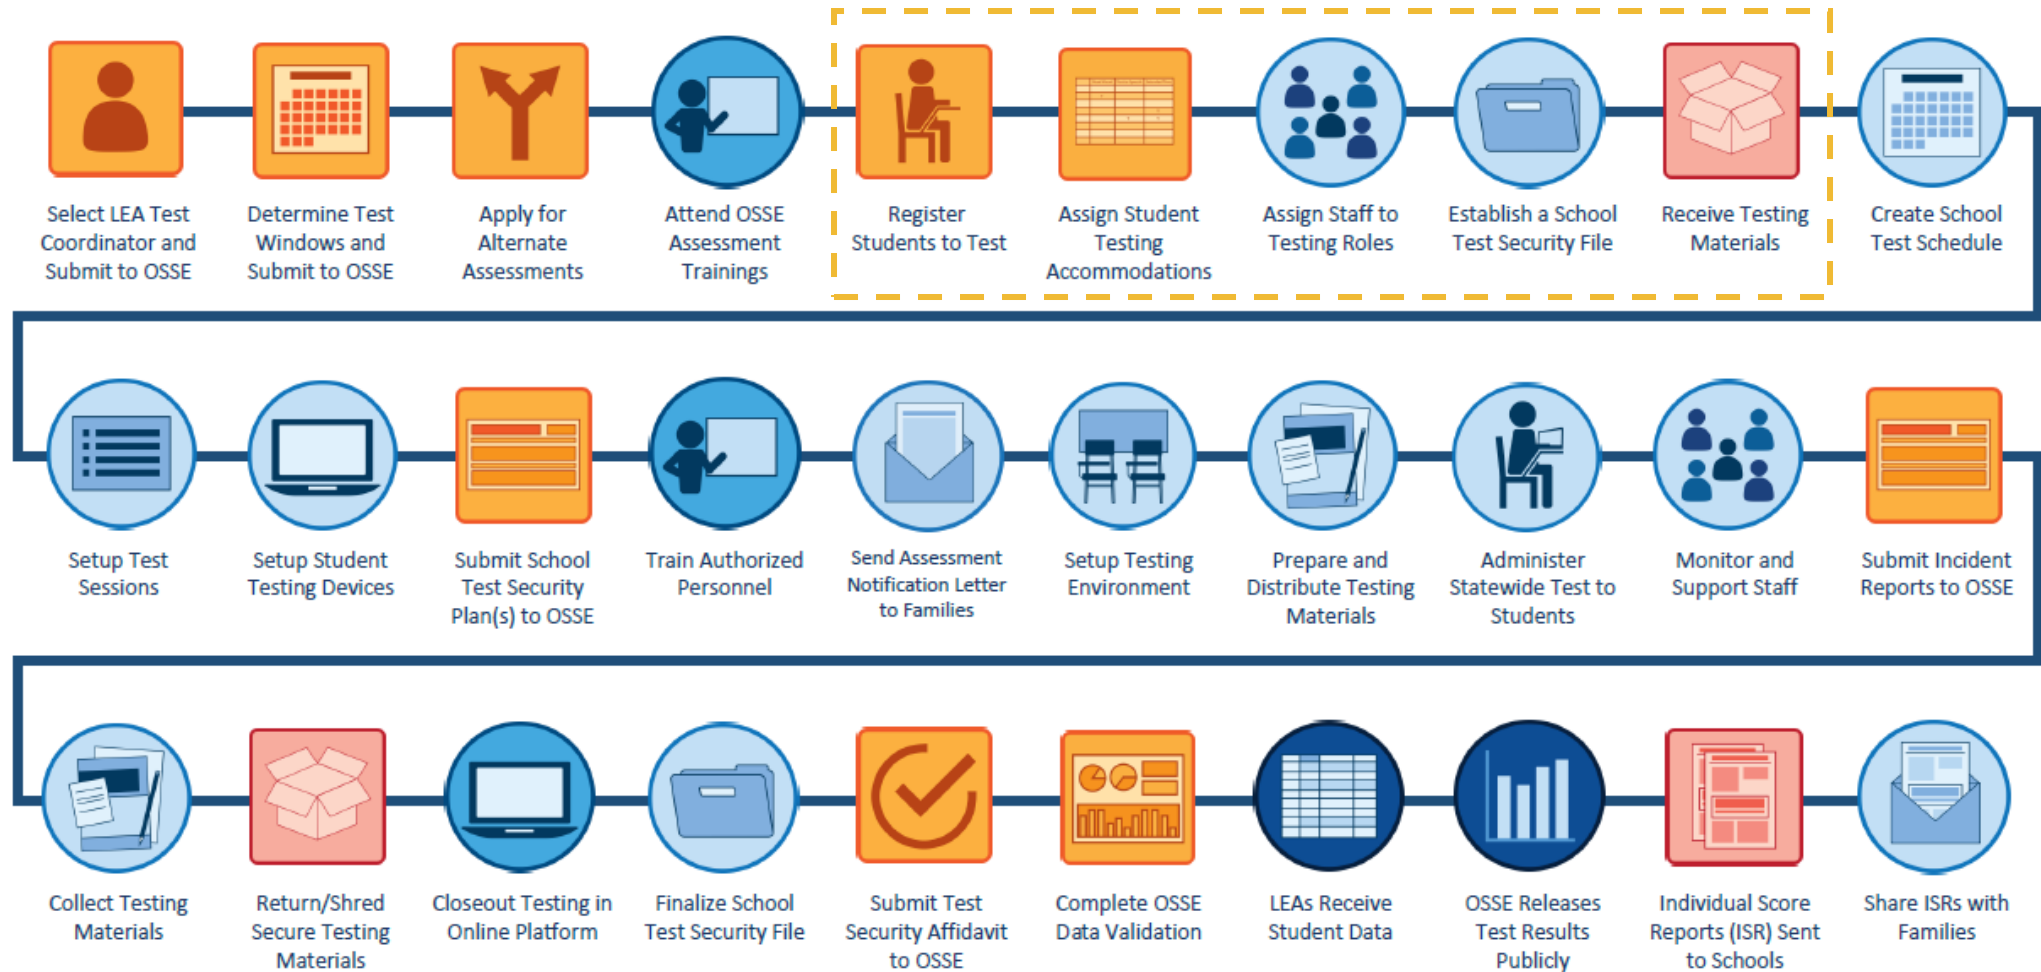 Select LEA Test
Coordinator and
Submit to OSSE
Determine Test
Windows and
Submit to OSSE
Apply for
Alternate
Assessments
Attend OSSE
Assessment
Trainings
Register
Students to Test
Assign Student
Testing
Accommodations
Assign Staff to
Testing Roles
Establish a School
Test Security File
Receive Testing
Materials
Create School
Test Schedule
Setup Test
Sessions
Setup Student
Testing Devices
Submit School
Test Security
Plan(s) to OSSE
Train Authorized
Personnel
Send Assessment
Notification Letter
to Families
Setup Testing
Environment
Prepare and
Distribute Testing
Materials
Administer
Statewide Test to
Students
Monitor and
Support Staff
Submit Incident
Reports to OSSE
Collect Testing
Materials
Return/Shred
Secure Testing
Materials
Closeout Testing in
Online Platform
Finalize School
Test Security File
Submit Test
Security Affidavit
to OSSE
Complete OSSE
Data Validation
LEAs Receive
Student Data
OSSE Releases
Test Results
Publicly
Individual Score
Reports (ISR) Sent
to Schools
Share ISRs with
Families